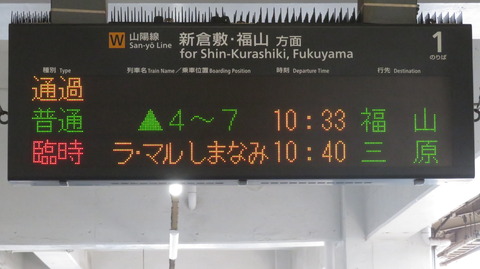 W 山陽線 San-yō Line 新倉敷・福山 方面 for Shin-Kurashiki, Fukuyama 1 のりば
種別 Type 列車名 Train Name / 乗車位置 Boarding Position 時刻 Departure Time 行先 Destination
通過
普通 ▲4～7 10:33 福山
臨時 ラ・マルしまなみ 10:40 三原